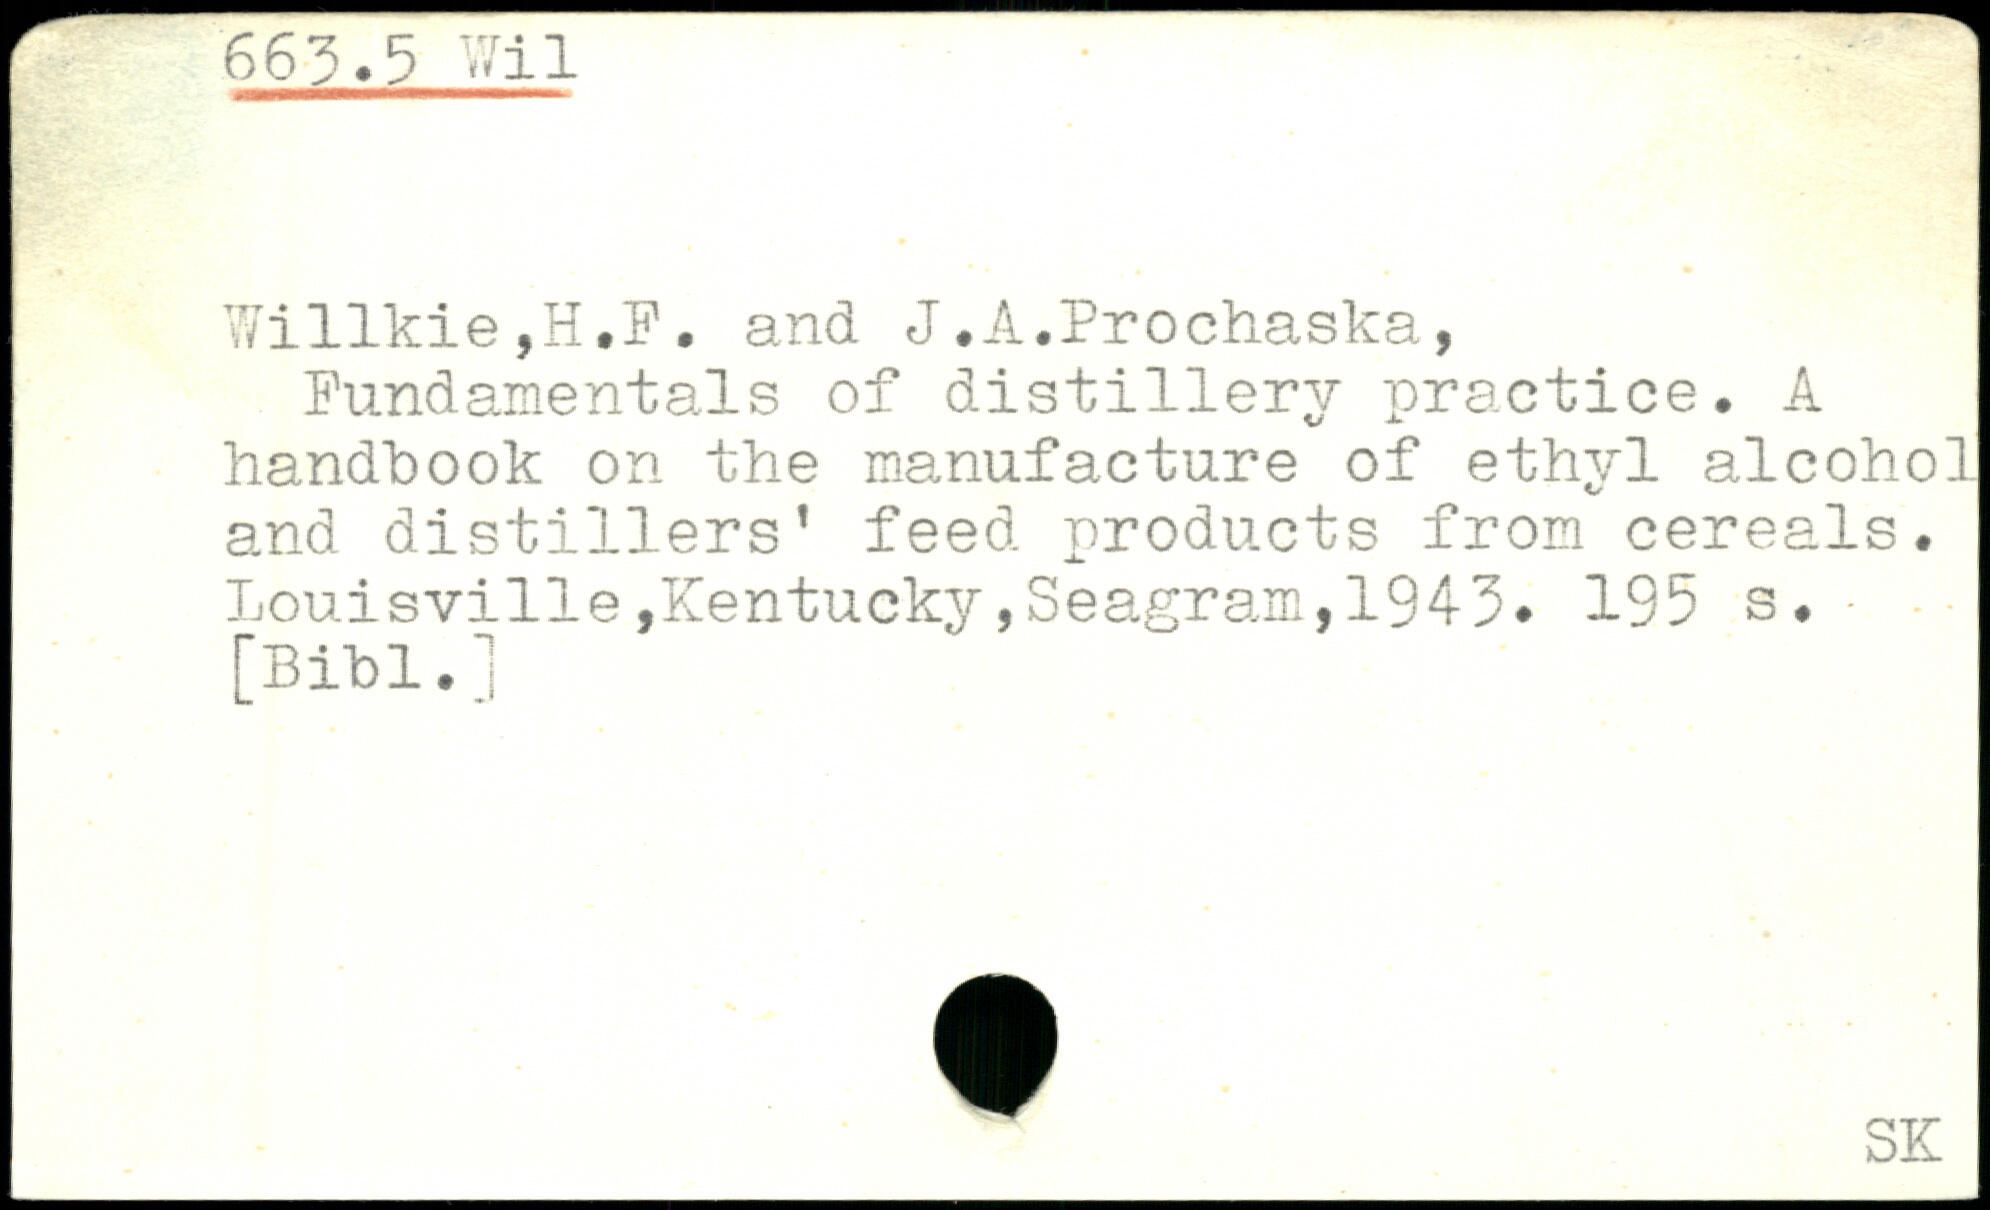 663.5 Wil
Willkie,H.F. and J.A.Prochaska,
Fundamentals of distillery practice. A
handbook on the manufacture of ethyl alcohol
and distillers' feed products from cereals.
Louisville,Kentucky,Seagram,1943. 195 s.
[Bibl.]
SK